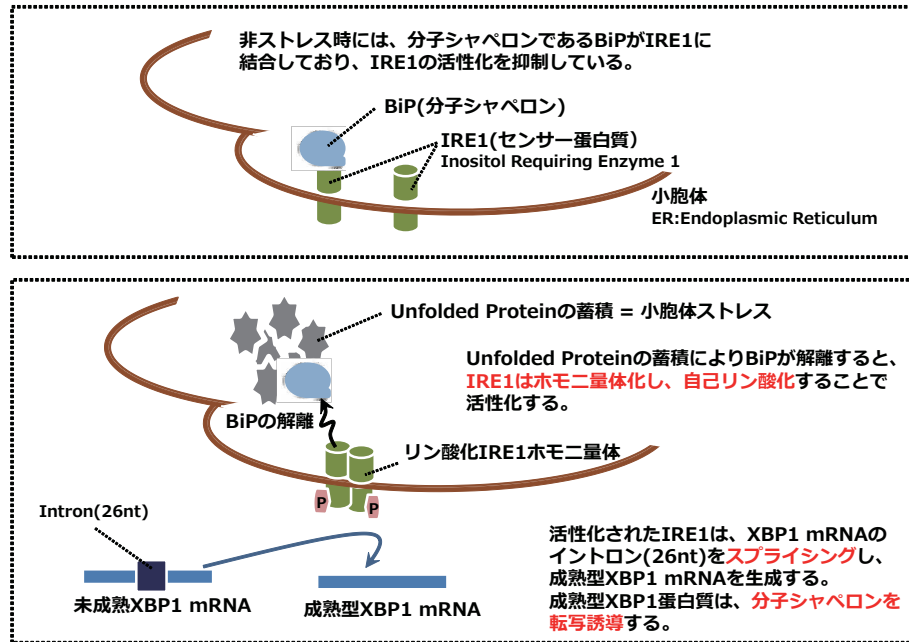 非ストレス時には、分子シャペロンであるBiPがIRE1に
結合しており、IRE1の活性化を抑制している。
BiP(分子シャペロン)
IRE1(センサー蛋白質)
Inositol Requiring Enzyme 1
小胞体
ER:Endoplasmic Reticulum
Unfolded Proteinの蓄積 = 小胞体ストレス
Unfolded Proteinの蓄積によりBiPが解離すると、
IRE1はホモ二量体化し、自己リン酸化することで
活性化する。
BiPの解離
リン酸化IRE1ホモ二量体
P
P
Intron(26nt)
未成熟XBP1 mRNA
成熟型XBP1 mRNA
活性化されたIRE1は、XBP1 mRNAの
イントロン(26nt)をスプライシングし、
成熟型XBP1 mRNAを生成する。
成熟型XBP1蛋白質は、分子シャペロンを
転写誘導する。